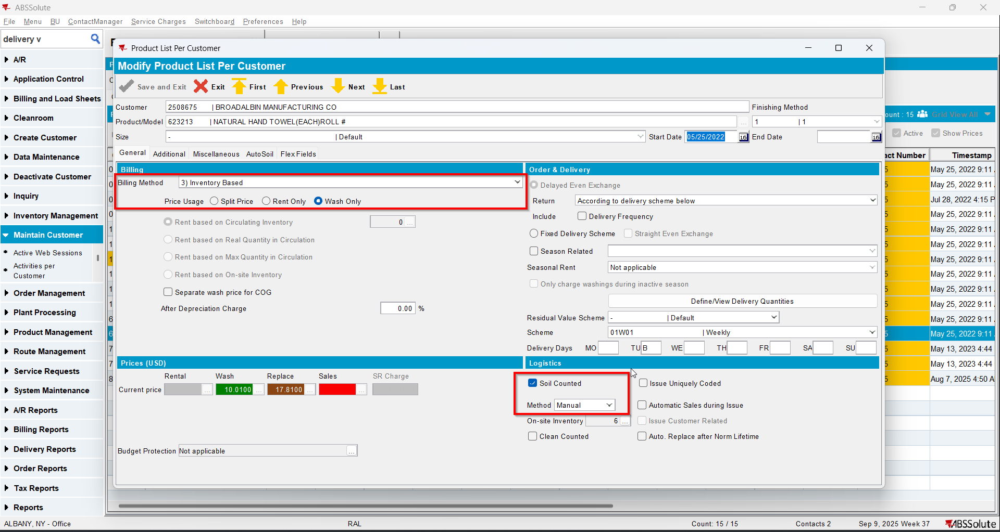 ABSSolute
File Menu BU ContactManager Service Charges Switchboard Preferences Help
delivery v
A/R
Application Control
Billing and Load Sheets
Cleanroom
Create Customer
Data Maintenance
Deactivate Customer
Inquiry
Inventory Management
Maintain Customer
Active Web Sessions
Activities per
Customer
Order Management
Plant Processing
Product Management
Route Management
Service Requests
System Maintenance
A/R Reports
Billing Reports
Delivery Reports
Order Reports
Tax Reports
Reports
Product List Per Customer
Modify Product List Per Customer
Save and Exit Exit First Previous Next Last
Customer 2508675 | BROADALBIN MANUFACTURING CO Finishing Method
Product/Model 623213 | NATURAL HAND TOWEL(EACH)ROLL # ... 1 | 1
Size - | Default Start Date 05/25/2022 16 End Date 16
General Additional Miscellaneous AutoSoil Flex Fields
Billing
Billing Method 3) Inventory Based
Price Usage Split Price Rent Only Wash Only
Rent based on Circulating Inventory 0 ...
Rent based on Real Quantity in Circulation
Rent based on Max Quantity in Circulation
Rent based on On-site Inventory
Separate wash price for COG
After Depreciation Charge 0.00 %
Order & Delivery
Delayed Even Exchange
Return According to delivery scheme below
Include Delivery Frequency
Fixed Delivery Scheme Straight Even Exchange
Season Related
Seasonal Rent Not applicable
Only charge washings during inactive season
Define/View Delivery Quantities
Residual Value Scheme - | Default
Scheme 01W01 | Weekly
Delivery Days MO TU B WE TH FR SA SU
Prices (USD)
Rental Wash Replace Sales SR Charge
Current price ... 10.0100 ... 17.8100 ... ...
Budget Protection Not applicable ...
Logistics
Soil Counted Issue Uniquely Coded
Method Manual Automatic Sales during Issue
On-site Inventory 6 ... Issue Customer Related
Clean Counted Auto. Replace after Norm Lifetime
ount : 15 Grid View All
Active Show Prices
act Number Timestamp
5 May 25, 2022 9:11
5 May 25, 2022 9:11
5 Jul 28, 2022 4:15 P
5 May 25, 2022 9:11
5 May 25, 2022 9:11
5 May 25, 2022 9:11
5 May 25, 2022 9:11
5 May 25, 2022 9:11
5 May 25, 2022 9:11
5 May 25, 2022 9:11
5 May 25, 2022 9:11
5 May 25, 2022 9:11
5 May 13, 2023 4:44
5 May 13, 2023 4:44
5 Aug 7, 2025 4:50 A
ALBANY, NY - Office RAL Count: 15 / 15 Contacts 2 Sep 9, 2025 Week 37 ABSSolute